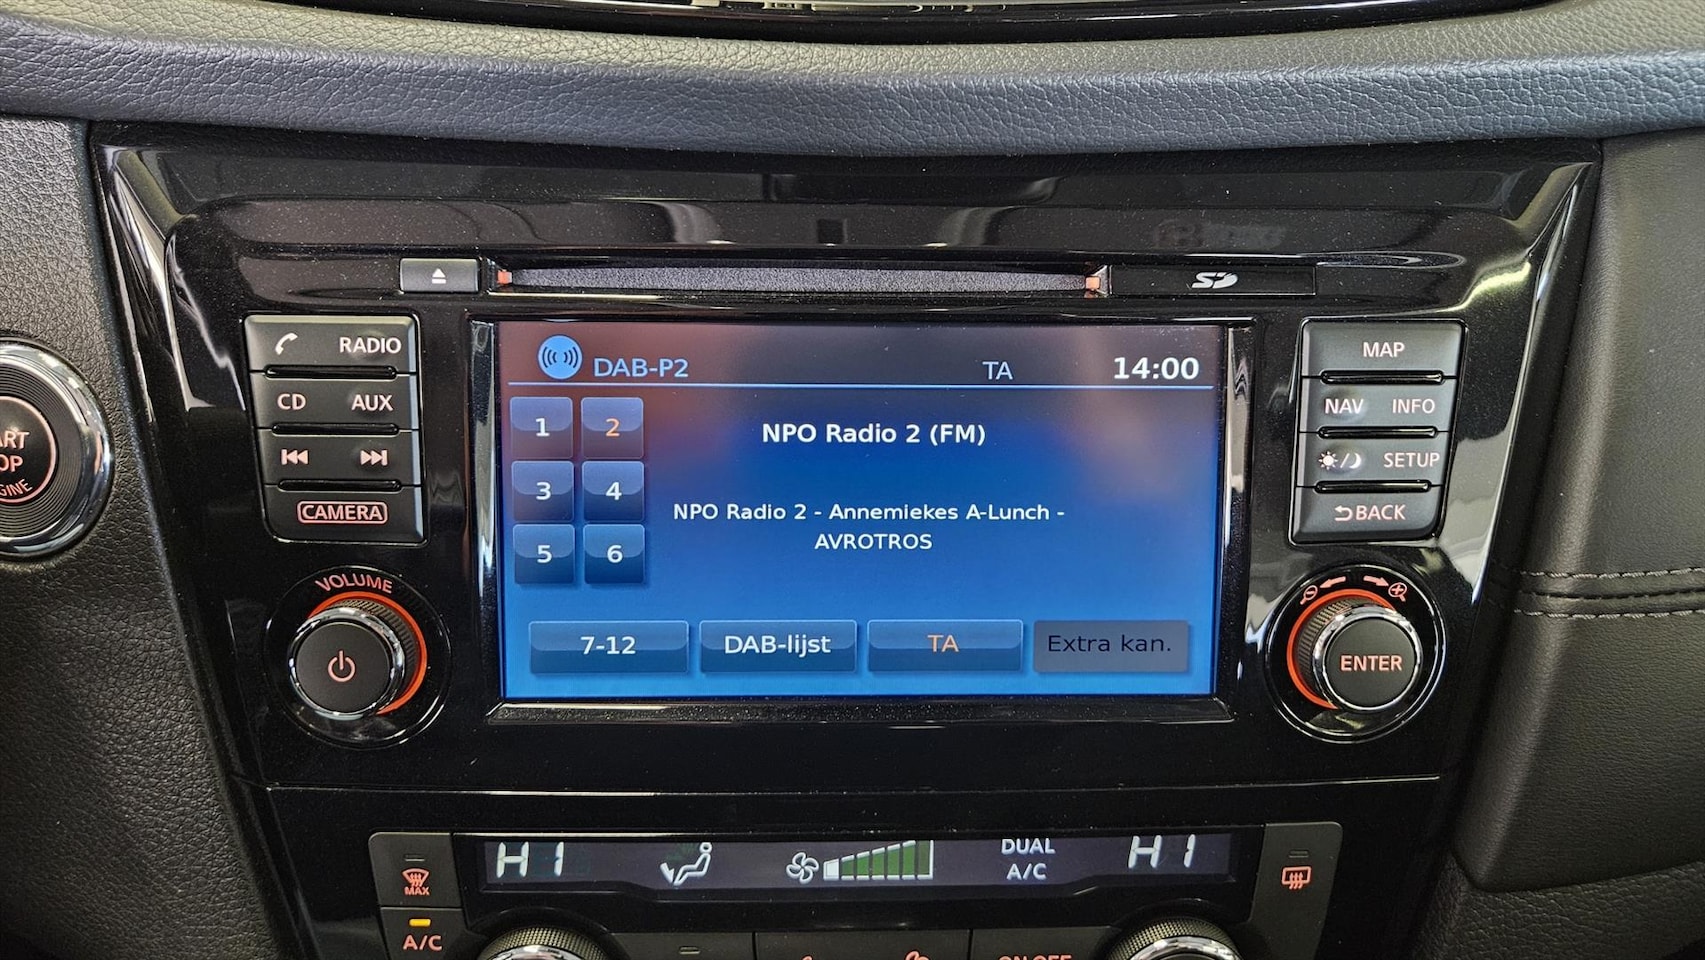 SD
RADIO
CD AUX
CAMERA
VOLUME
DAB-P2 TA 14:00
1 2
3 4
5 6
NPO Radio 2 (FM)
NPO Radio 2 - Annemiekes A-Lunch -
AVROTROS
7-12 DAB-lijst TA Extra kan.
MAP
NAV INFO
SETUP
BACK
ENTER
HI
DUAL
A/C
HI
MAX
A/C
ON·OFF